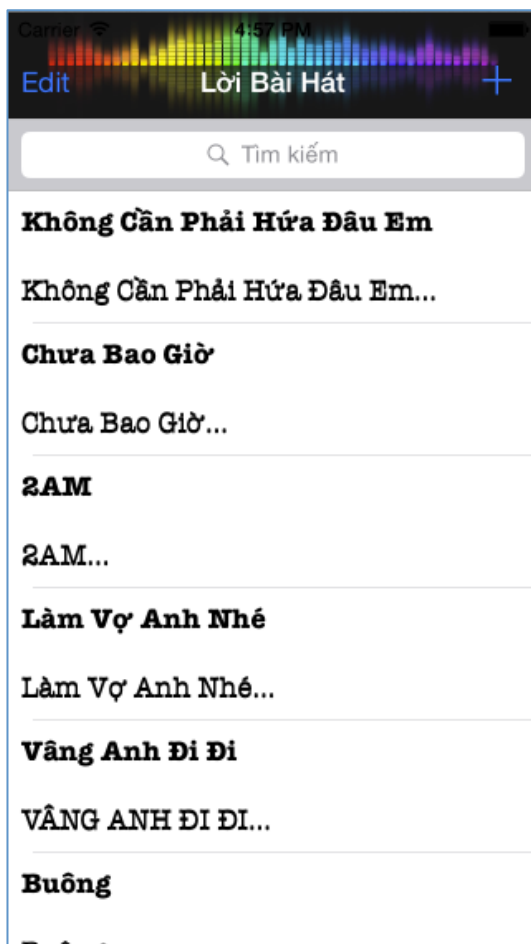 Carrier 4:57 PM
Edit Lời Bài Hát +
Tìm kiếm
Không Cần Phải Hứa Đâu Em
Không Cần Phải Hứa Đâu Em...
Chưa Bao Giờ
Chưa Bao Giờ...
2AM
2AM...
Làm Vợ Anh Nhé
Làm Vợ Anh Nhé...
Vâng Anh Đi Đi
VÂNG ANH ĐI ĐI...
Buông